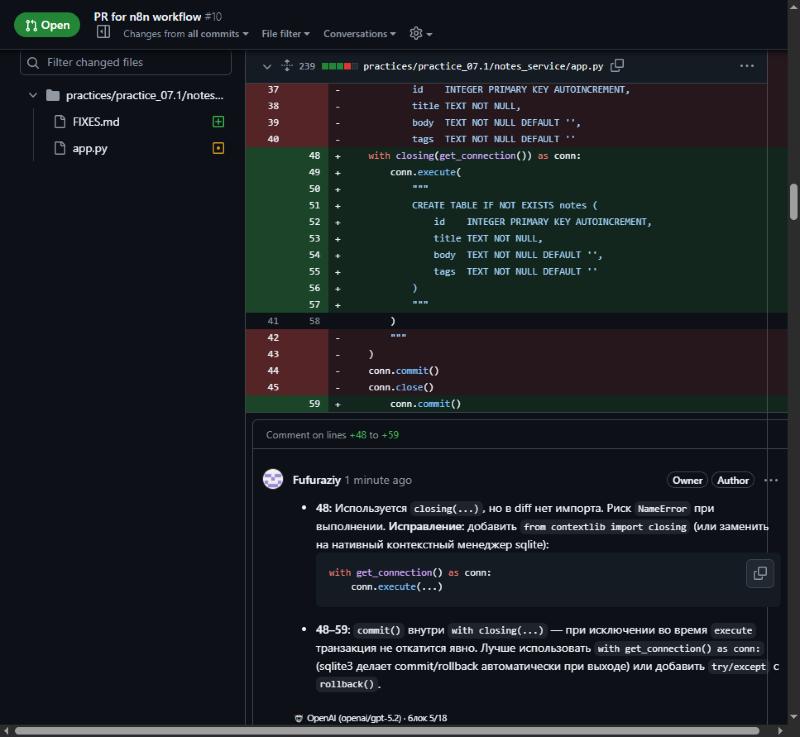 Open
PR for n8n workflow #10
Changes from all commits
File filter
Conversations
Filter changed files
practices/practice_07.1/notes...
FIXES.md
app.py
239 practices/practice_07.1/notes_service/app.py
37 - id INTEGER PRIMARY KEY AUTOINCREMENT,
38 - title TEXT NOT NULL,
39 - body TEXT NOT NULL DEFAULT '',
40 - tags TEXT NOT NULL DEFAULT ''
48 + with closing(get_connection()) as conn:
49 + conn.execute(
50 + """
51 + CREATE TABLE IF NOT EXISTS notes (
52 + id INTEGER PRIMARY KEY AUTOINCREMENT,
53 + title TEXT NOT NULL,
54 + body TEXT NOT NULL DEFAULT '',
55 + tags TEXT NOT NULL DEFAULT ''
56 + )
57 + """
41 58 )
42 - """
43 - )
44 - conn.commit()
45 - conn.close()
59 + conn.commit()
Comment on lines +48 to +59
Fufuraziy 1 minute ago Owner Author
48: Используется closing(...), но в diff нет импорта. Риск NameError при
выполнении. Исправление: добавить from contextlib import closing (или заменить
на нативный контекстный менеджер sqlite):
with get_connection() as conn:
conn.execute(...)
48–59: commit() внутри with closing(...) — при исключении во время execute
транзакция не откатится явно. Лучше использовать with get_connection() as conn:
(sqlite3 делает commit/rollback автоматически при выходе) или добавить try/except с
rollback().
OpenAI (openai/gpt-5.2) · блок 5/18